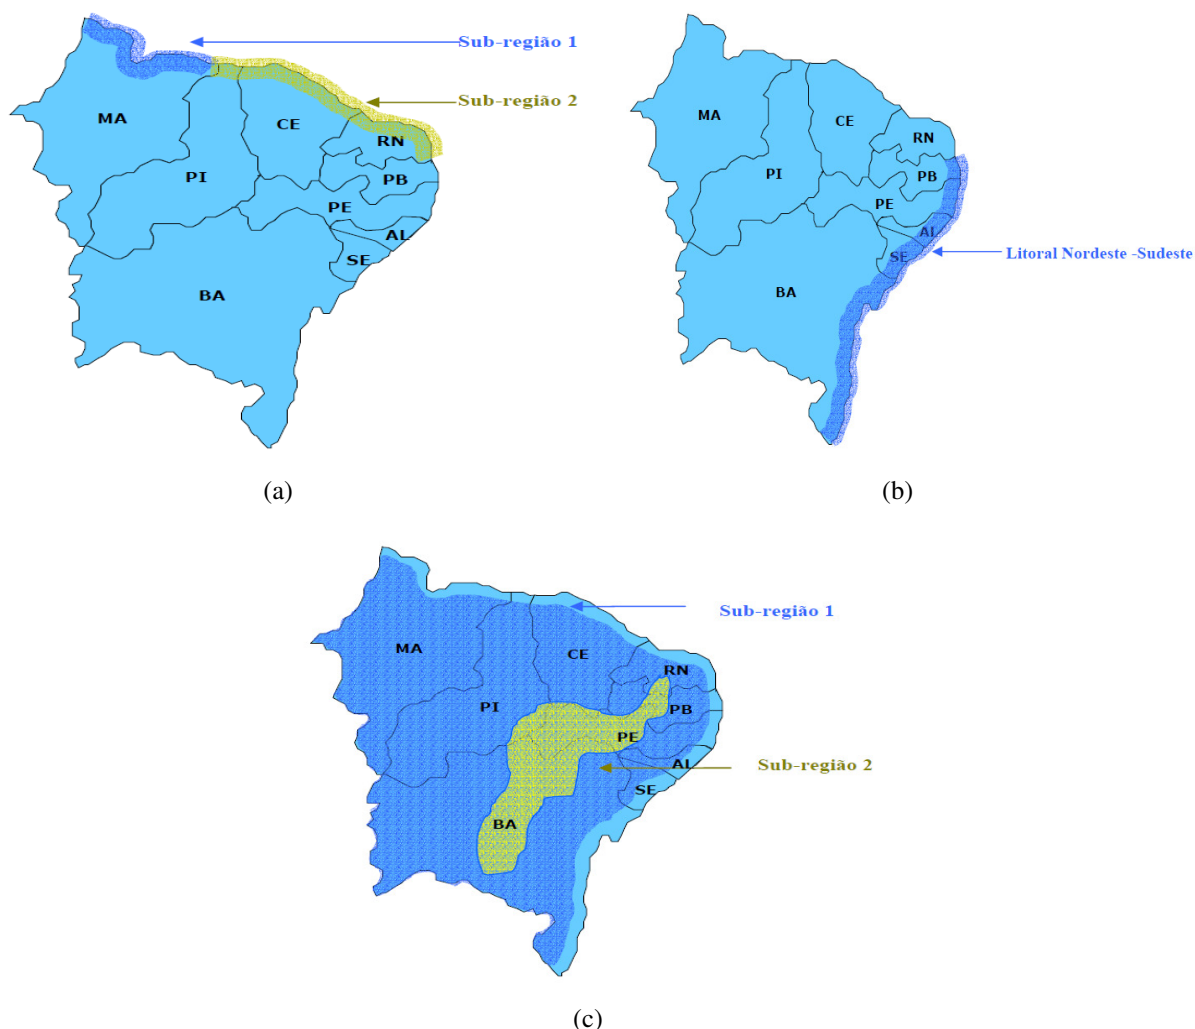 Sub-região 1
Sub-região 2
MA
CE
RN
PI
PB
PE
AL
SE
BA
(a)
MA
CE
RN
PI
PB
PE
AL
SE
Litoral Nordeste -Sudeste
BA
(b)
Sub-região 1
MA
CE
RN
PI
PB
PE
Sub-região 2
AL
SE
BA
(c)